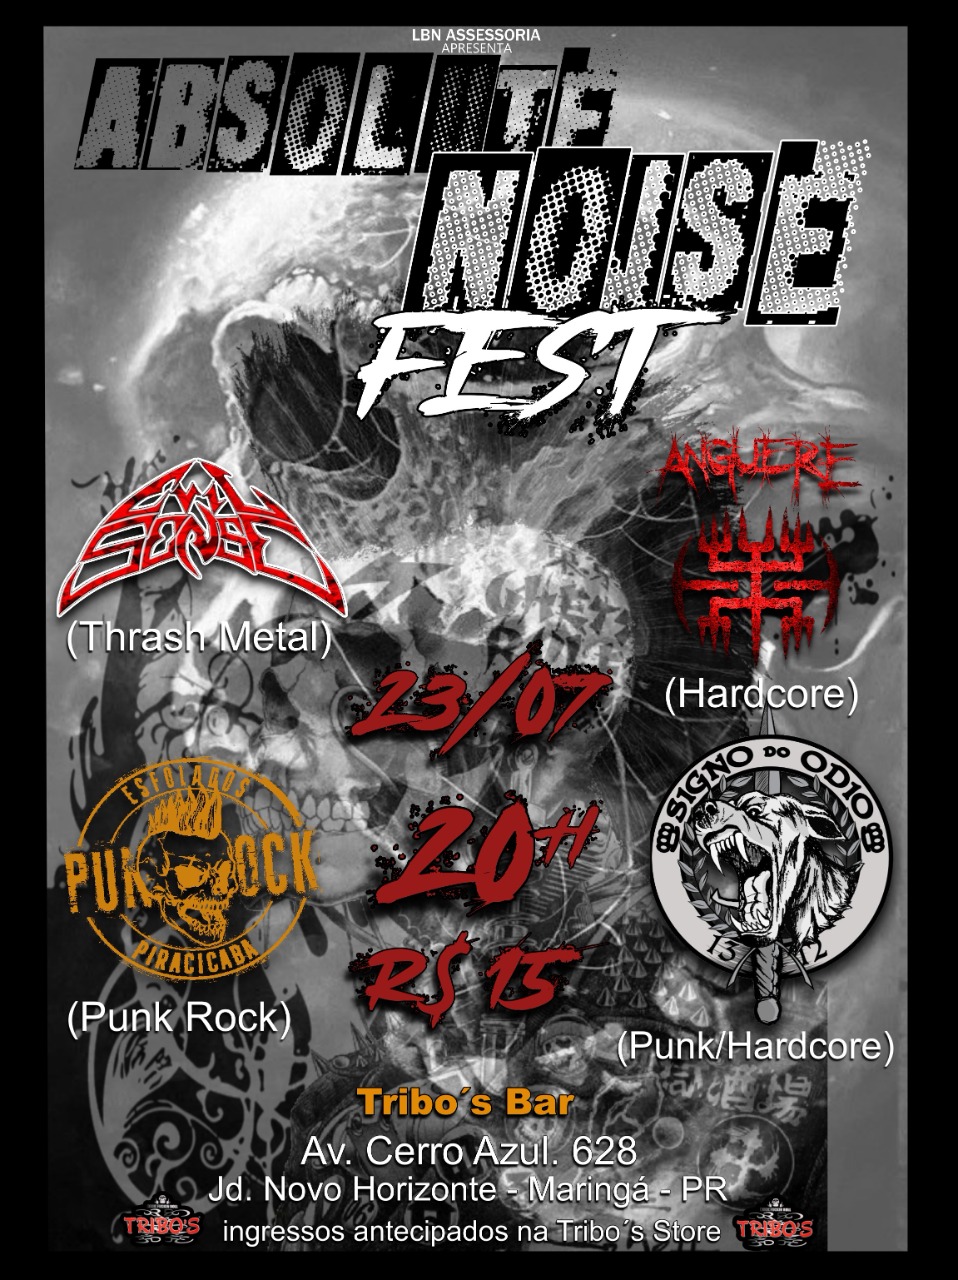 LBN ASSESSORIA
APRESENTA
ABSOLUTE
NOISE
FEST
EVIL
SENSE
(Thrash Metal)
ANGUERE
(Hardcore)
23/07
20H
R$ 15
ESFOLADOS
PUNK ROCK
PIRACICABA
(Punk Rock)
SIGNO DO ODIO
13 12
(Punk/Hardcore)
Tribo´s Bar
Av. Cerro Azul. 628
Jd. Novo Horizonte - Maringá - PR
ingressos antecipados na Tribo´s Store
TRIBO'S
TRIBO'S